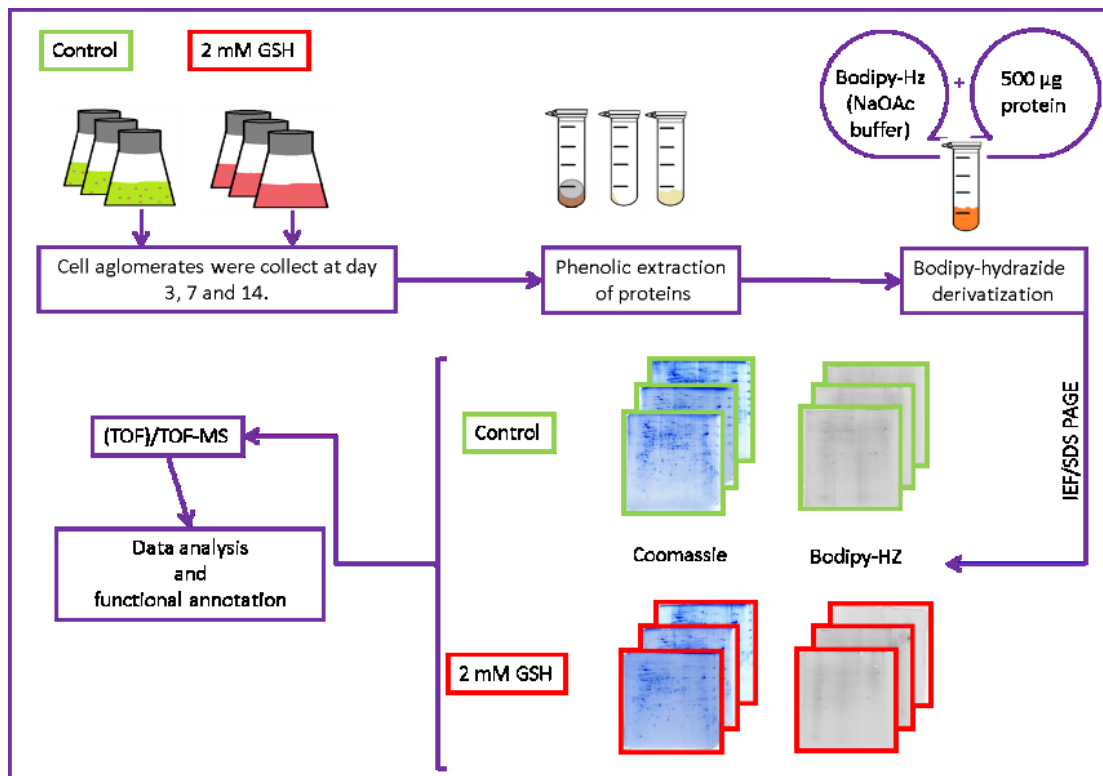 Control
2 mM GSH
Bodipy-Hz
(NaOAc
buffer)
+
500 µg
protein
Cell aglomerates were collect at day
3, 7 and 14.
Phenolic extraction
of proteins
Bodipy-hydrazide
derivatization
IEF/SDS PAGE
Control
(TOF)/TOF-MS
Coomassie
Bodipy-HZ
Data analysis
and
functional annotation
2 mM GSH